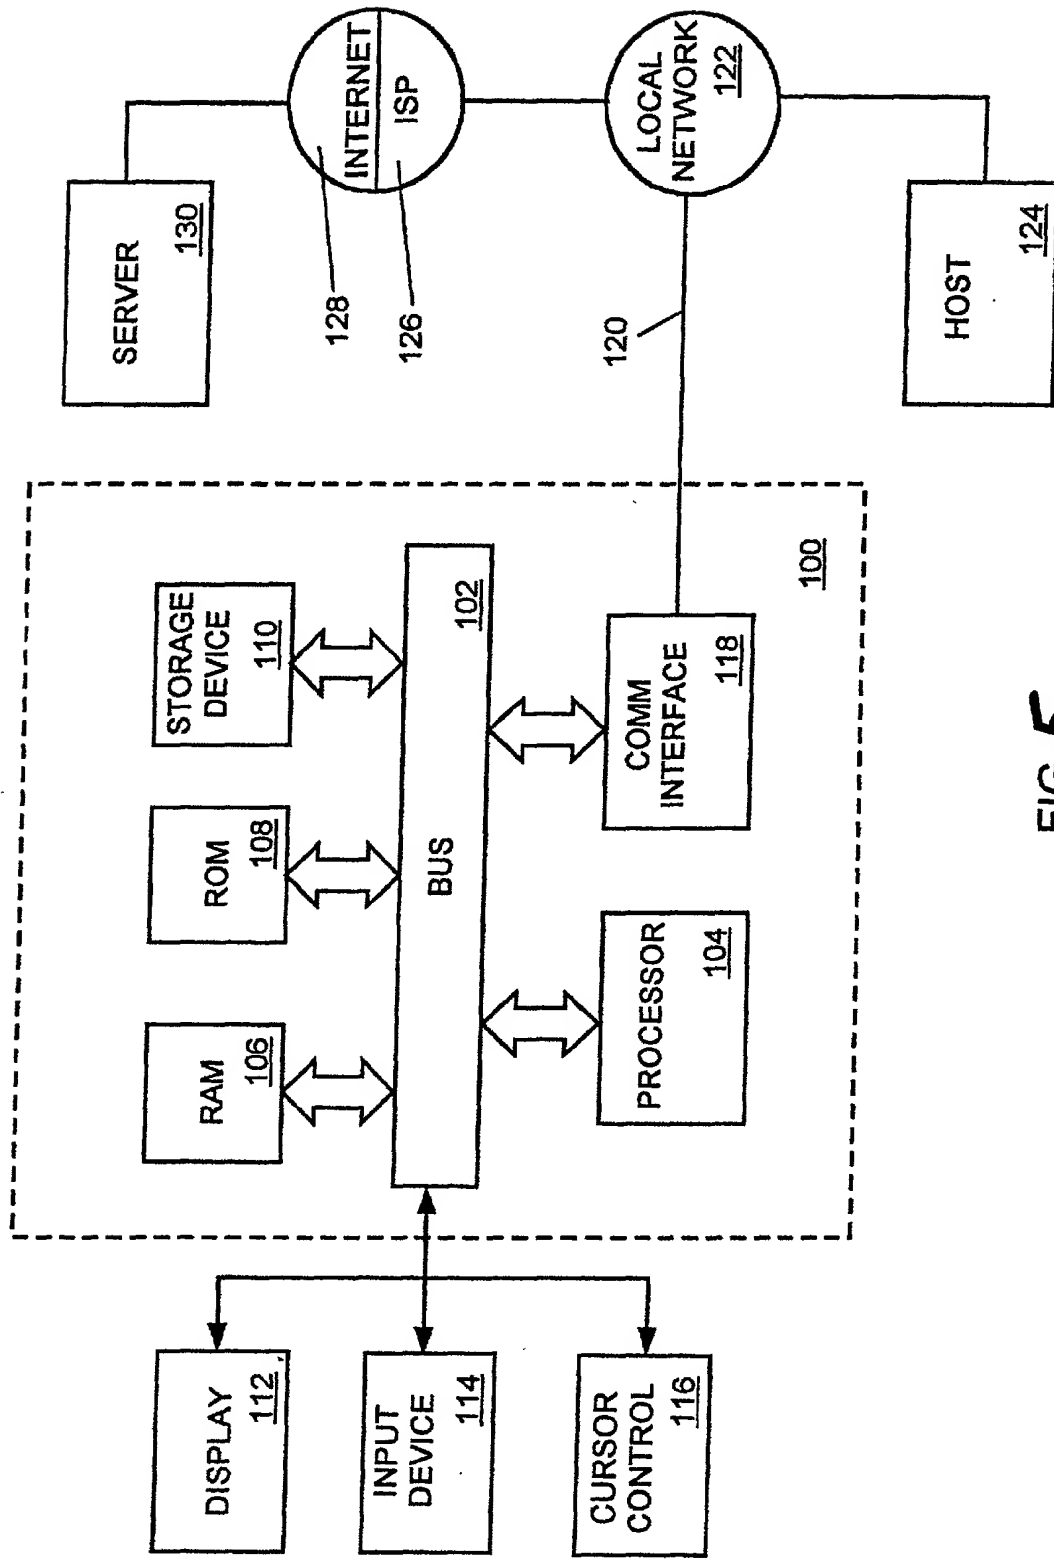 DISPLAY
112
INPUT
DEVICE
114
CURSOR
CONTROL
116
RAM
106
ROM
108
STORAGE
DEVICE
110
BUS
102
PROCESSOR
104
COMM
INTERFACE
118
100
SERVER
130
128
126
INTERNET
ISP
120
LOCAL
NETWORK
122
HOST
124
FIG. 5